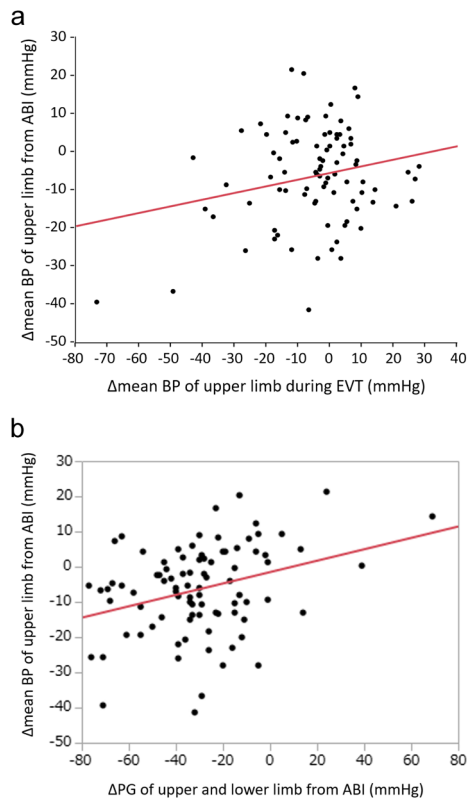 a
30
20
10
0
-10
-20
-30
-40
-50
Δmean BP of upper limb from ABI (mmHg)
-80 -70 -60 -50 -40 -30 -20 -10 0 10 20 30 40
Δmean BP of upper limb during EVT (mmHg)
b
30
20
10
0
-10
-20
-30
-40
-50
Δmean BP of upper limb from ABI (mmHg)
-80 -60 -40 -20 0 20 40 60 80
ΔPG of upper and lower limb from ABI (mmHg)